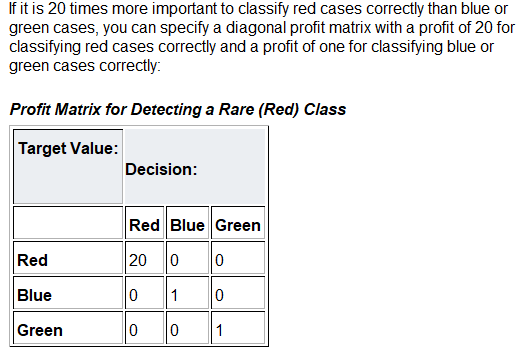 If it is 20 times more important to classify red cases correctly than blue or
green cases, you can specify a diagonal profit matrix with a profit of 20 for
classifying red cases correctly and a profit of one for classifying blue or
green cases correctly:
Profit Matrix for Detecting a Rare (Red) Class
Target Value:
Decision:
Red Blue Green
Red 20 0 0
Blue 0 1 0
Green 0 0 1